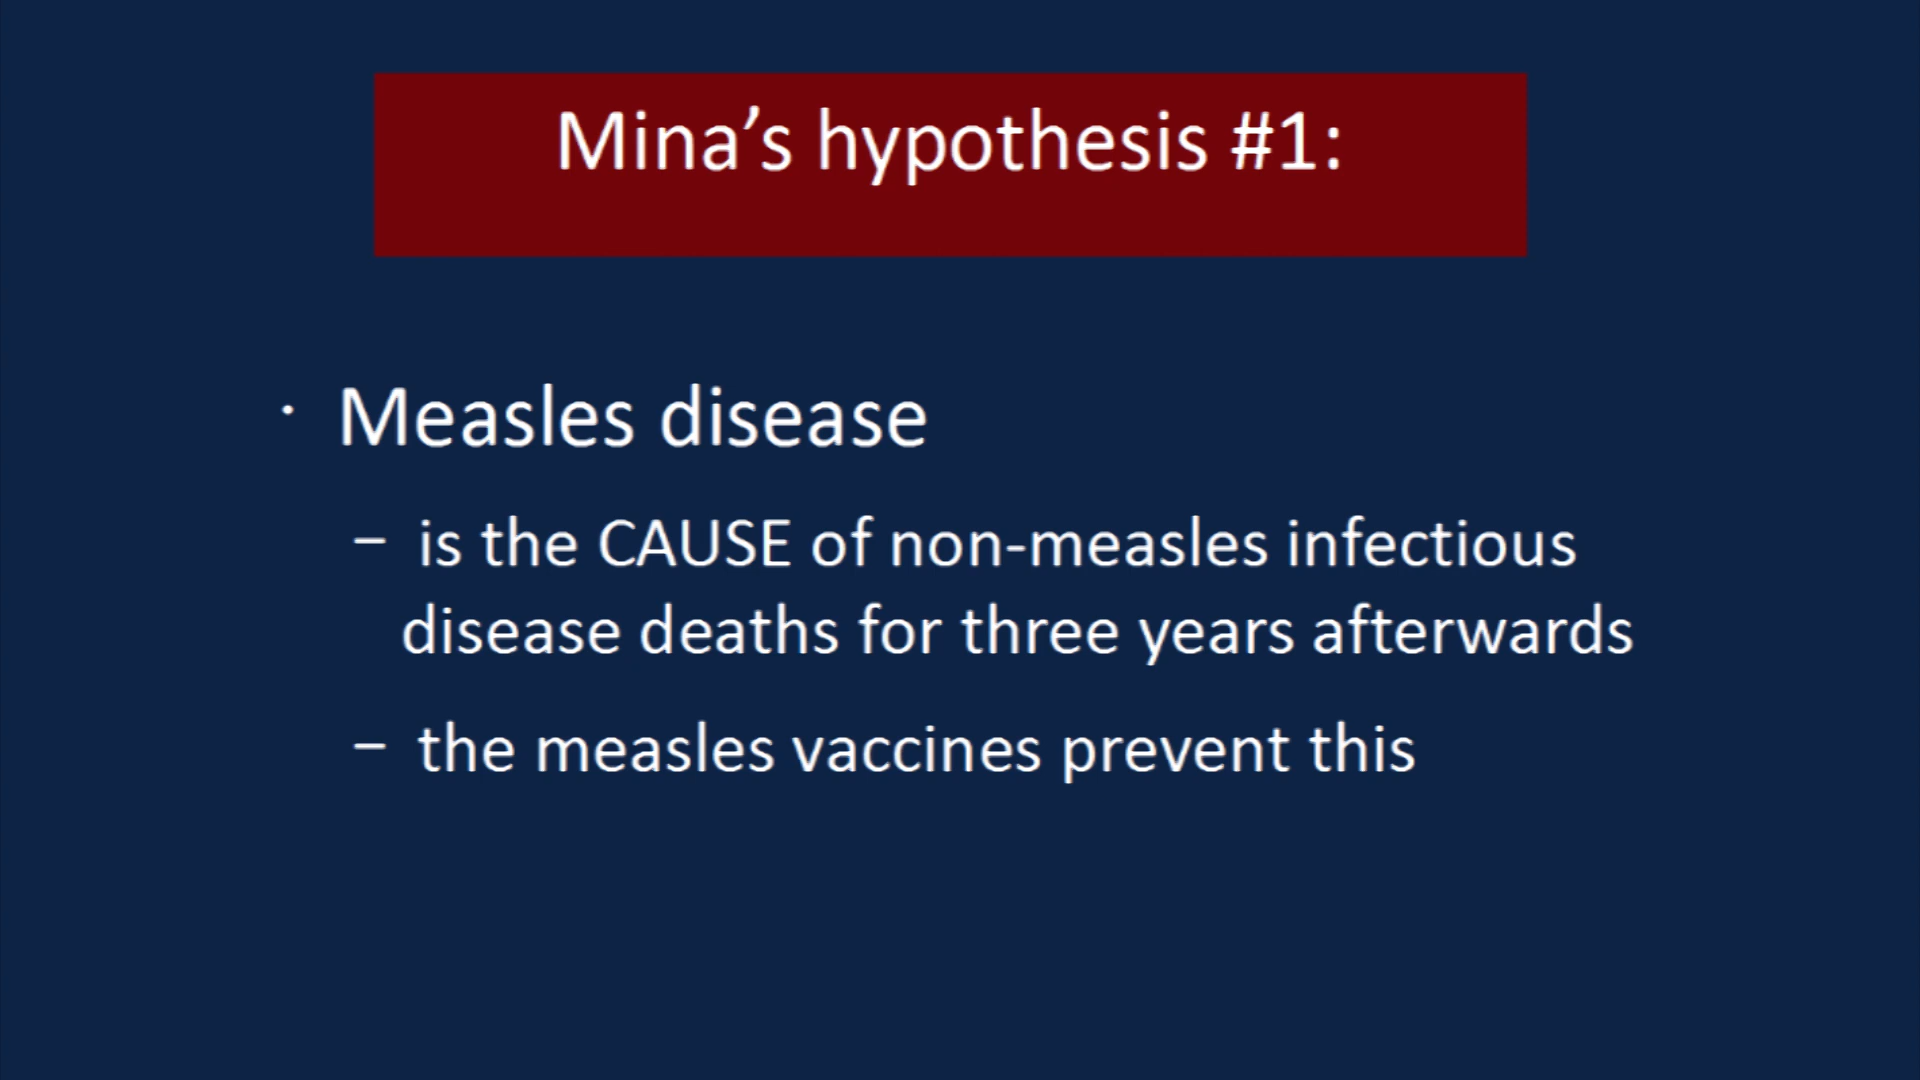 Mina’s hypothesis #1:
· Measles disease
– is the CAUSE of non-measles infectious
disease deaths for three years afterwards
– the measles vaccines prevent this